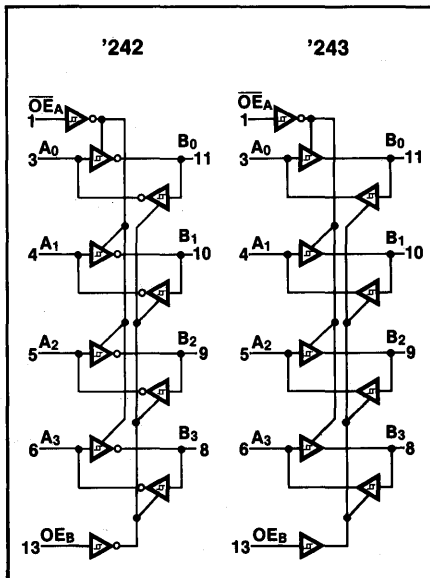 '242
OEA
1
3 A0 B0 11
4 A1 B1 10
5 A2 B2 9
6 A3 B3 8
13 OEB
'243
OEA
1
3 A0 B0 11
4 A1 B1 10
5 A2 B2 9
6 A3 B3 8
13 OEB